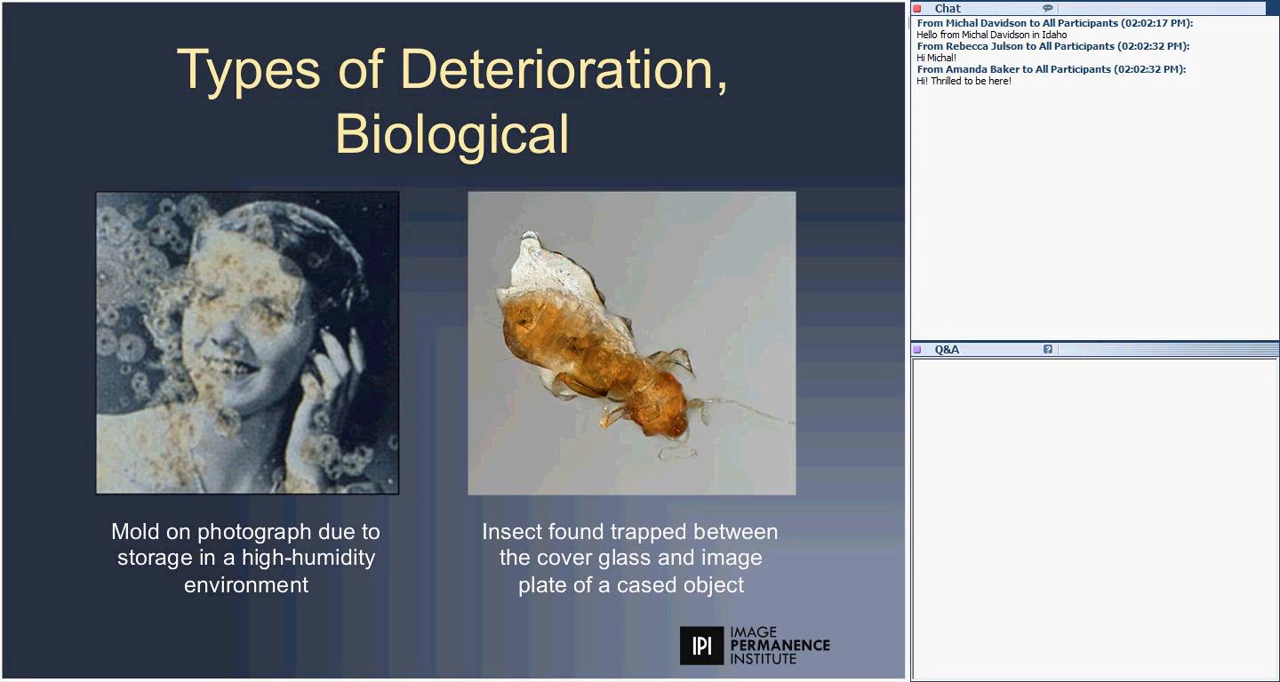 Types of Deterioration,
Biological
Mold on photograph due to
storage in a high-humidity
environment
Insect found trapped between
the cover glass and image
plate of a cased object
IPI
IMAGE
PERMANENCE
INSTITUTE
Chat
From Michal Davidson to All Participants (02:02:17 PM):
Hello from Michal Davidson in Idaho
From Rebecca Julson to All Participants (02:02:32 PM):
Hi Michal!
From Amanda Baker to All Participants (02:02:32 PM):
Hi! Thrilled to be here!
Q&A
?